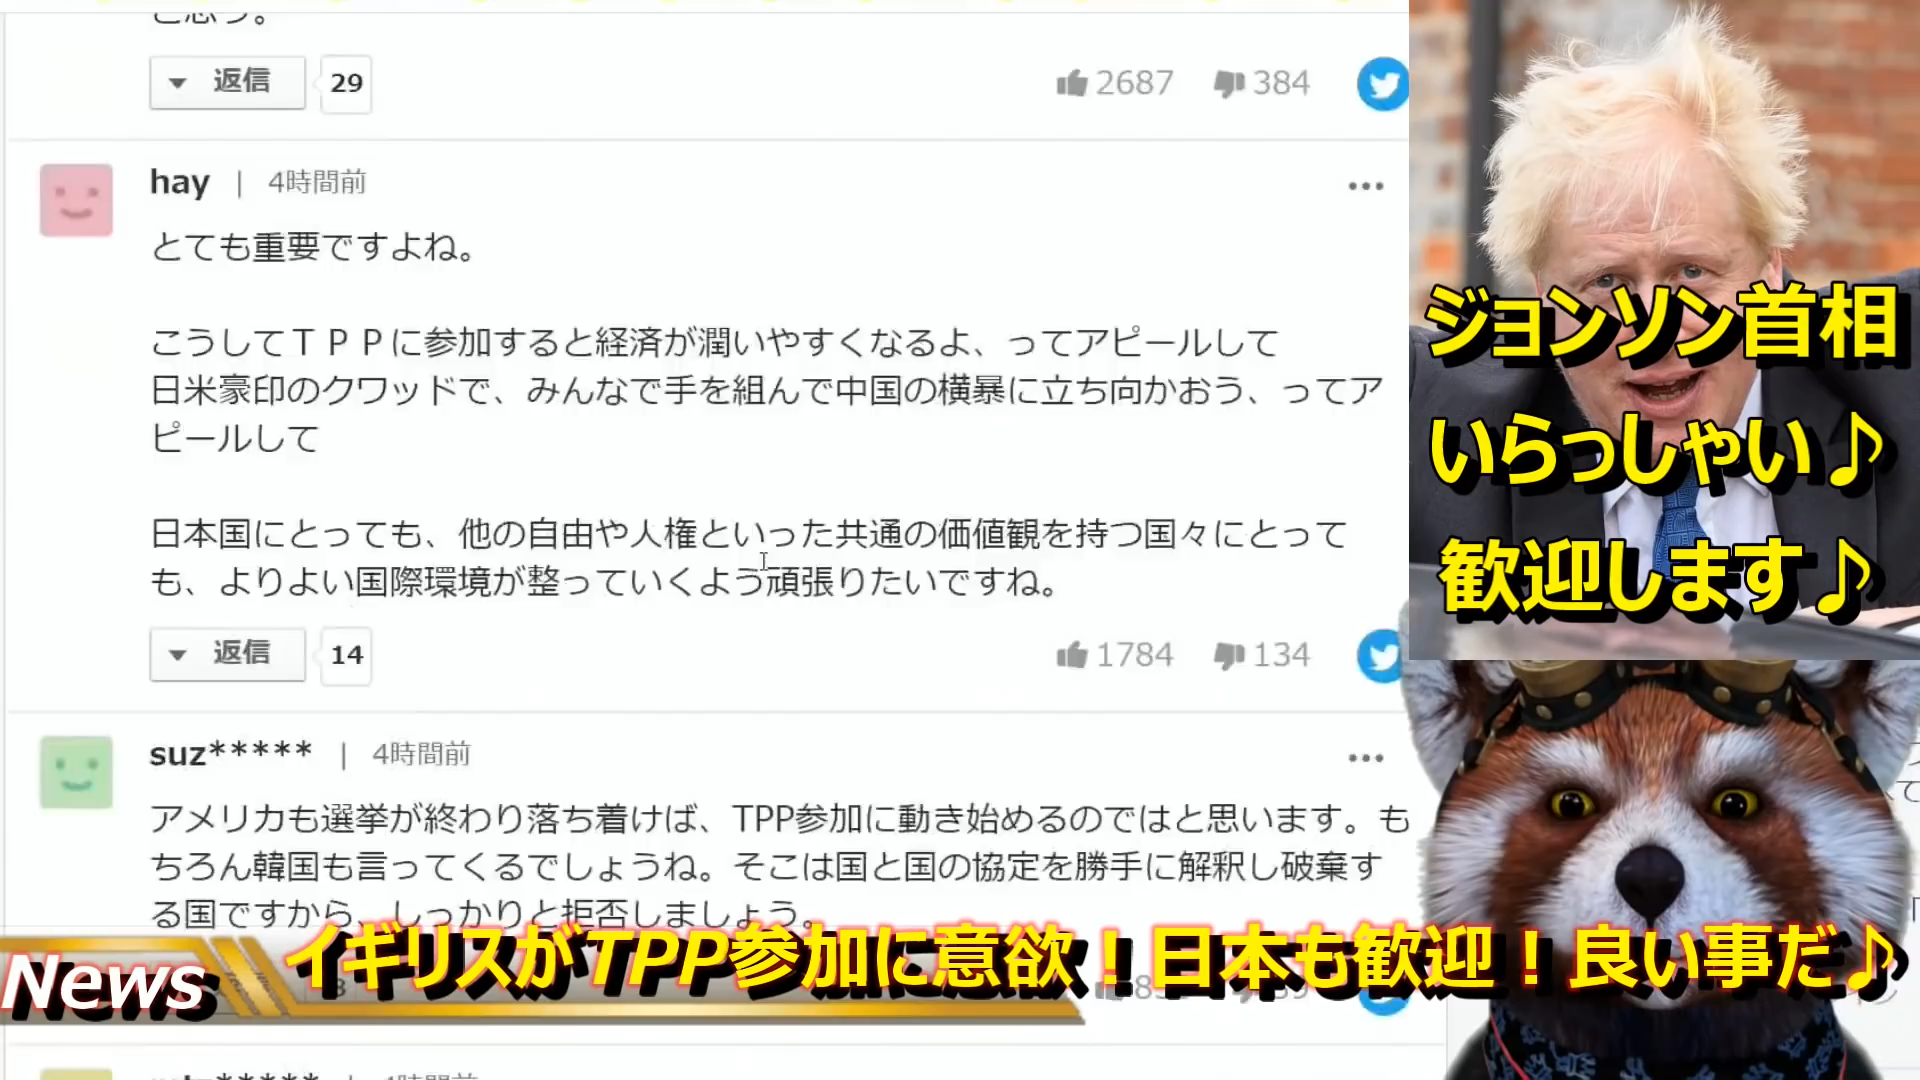 と思う。
返信 29 2687 384
hay | 4時間前
とても重要ですよね。
こうしてＴＰＰに参加すると経済が潤いやすくなるよ、ってアピールして
日米豪印のクワッドで、みんなで手を組んで中国の横暴に立ち向かおう、ってア
ピールして
日本国にとっても、他の自由や人権といった共通の価値観を持つ国々にとって
も、よりよい国際環境が整っていくよう頑張りたいですね。
返信 14 1784 134
suz***** | 4時間前
アメリカも選挙が終わり落ち着けば、TPP参加に動き始めるのではと思います。も
ちろん韓国も言ってくるでしょうね。そこは国と国の協定を勝手に解釈し破棄す
る国ですから、しっかりと拒否しましょう。
ジョンソン首相
いらっしゃい♪
歓迎します♪
News
イギリスがTPP参加に意欲！日本も歓迎！良い事だ♪